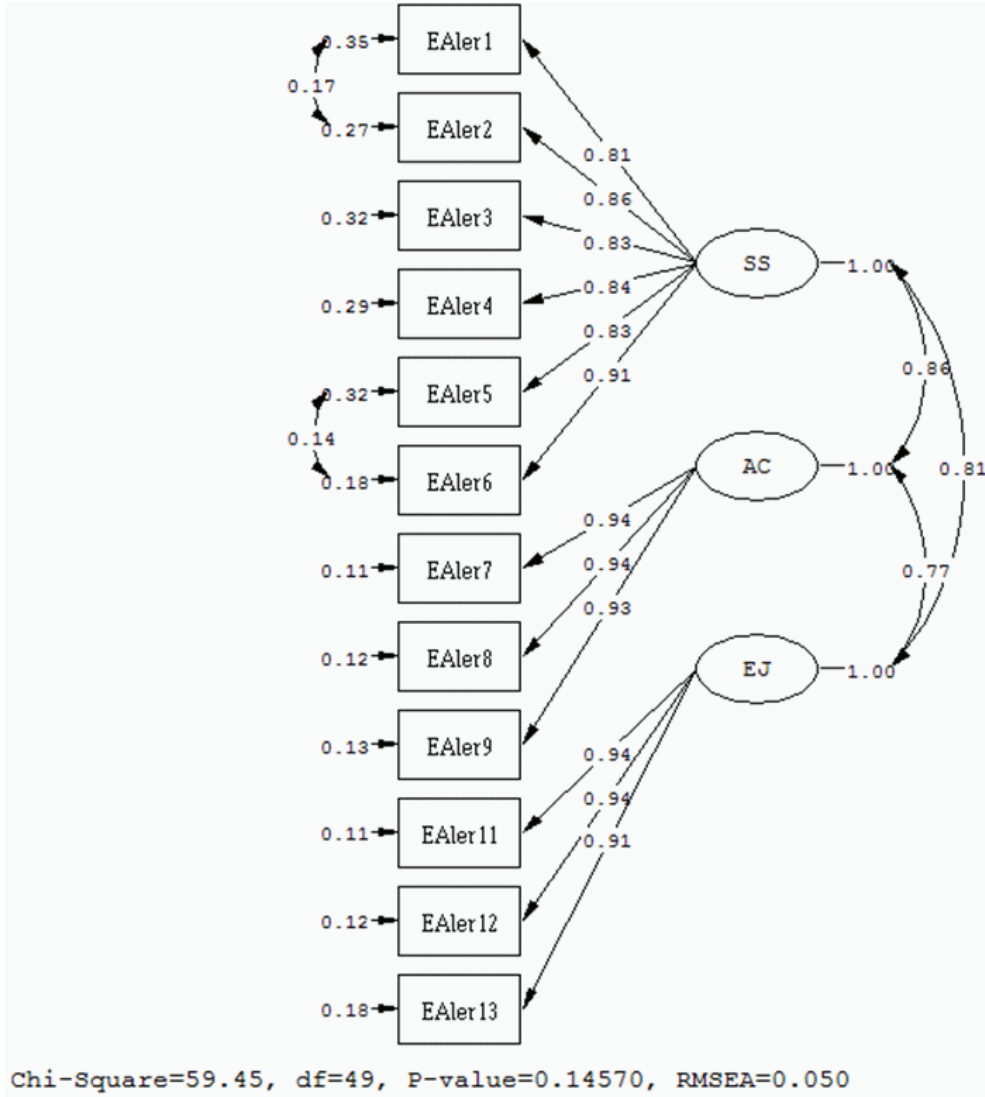 0.35 EAler1
0.17
0.27 EAler2
0.81
0.86
0.32 EAler3
0.83
SS 1.00
0.84
0.29 EAler4
0.83
0.86
0.91
0.32 EAler5
0.14
AC 1.00 0.81
0.18 EAler6
0.94
0.11 EAler7
0.94
0.77
0.93
0.12 EAler8
EJ 1.00
0.13 EAler9
0.94
0.94
0.11 EAler11
0.91
0.12 EAler12
0.18 EAler13
Chi-Square=59.45, df=49, P-value=0.14570, RMSEA=0.050